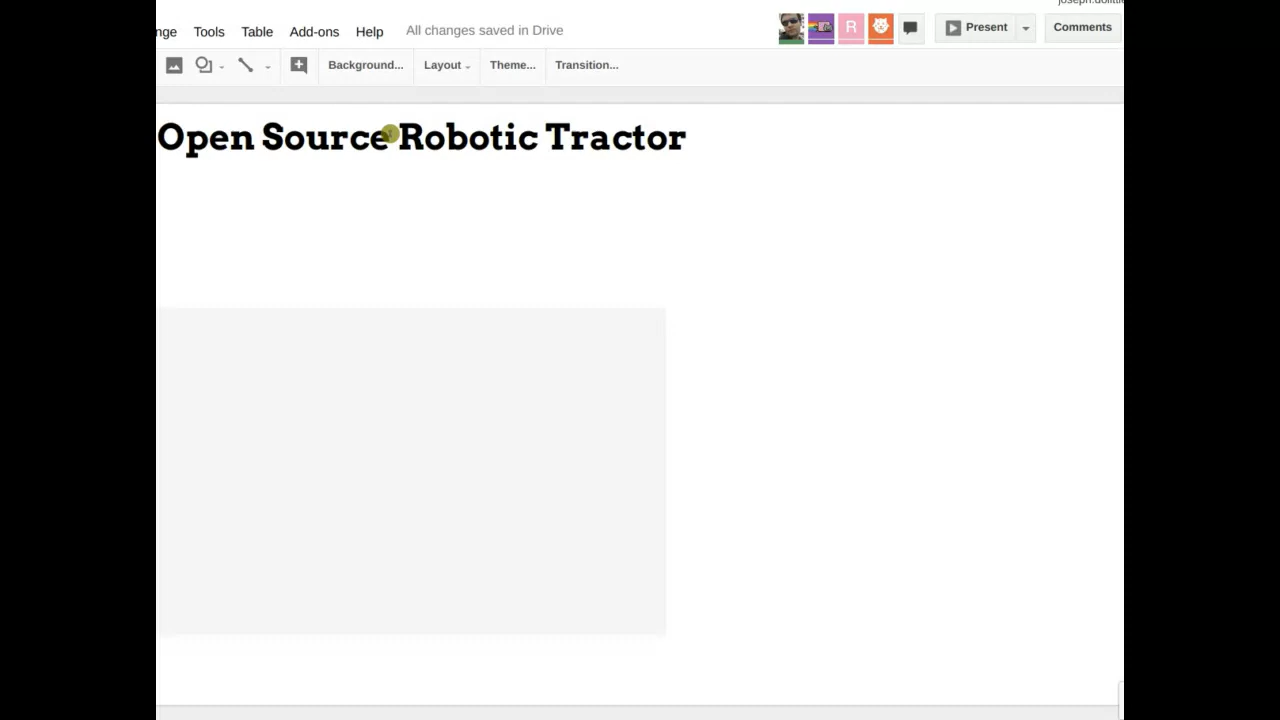 nge Tools Table Add-ons Help All changes saved in Drive R Present Comments
Background... Layout Theme... Transition...
Open Source Robotic Tractor